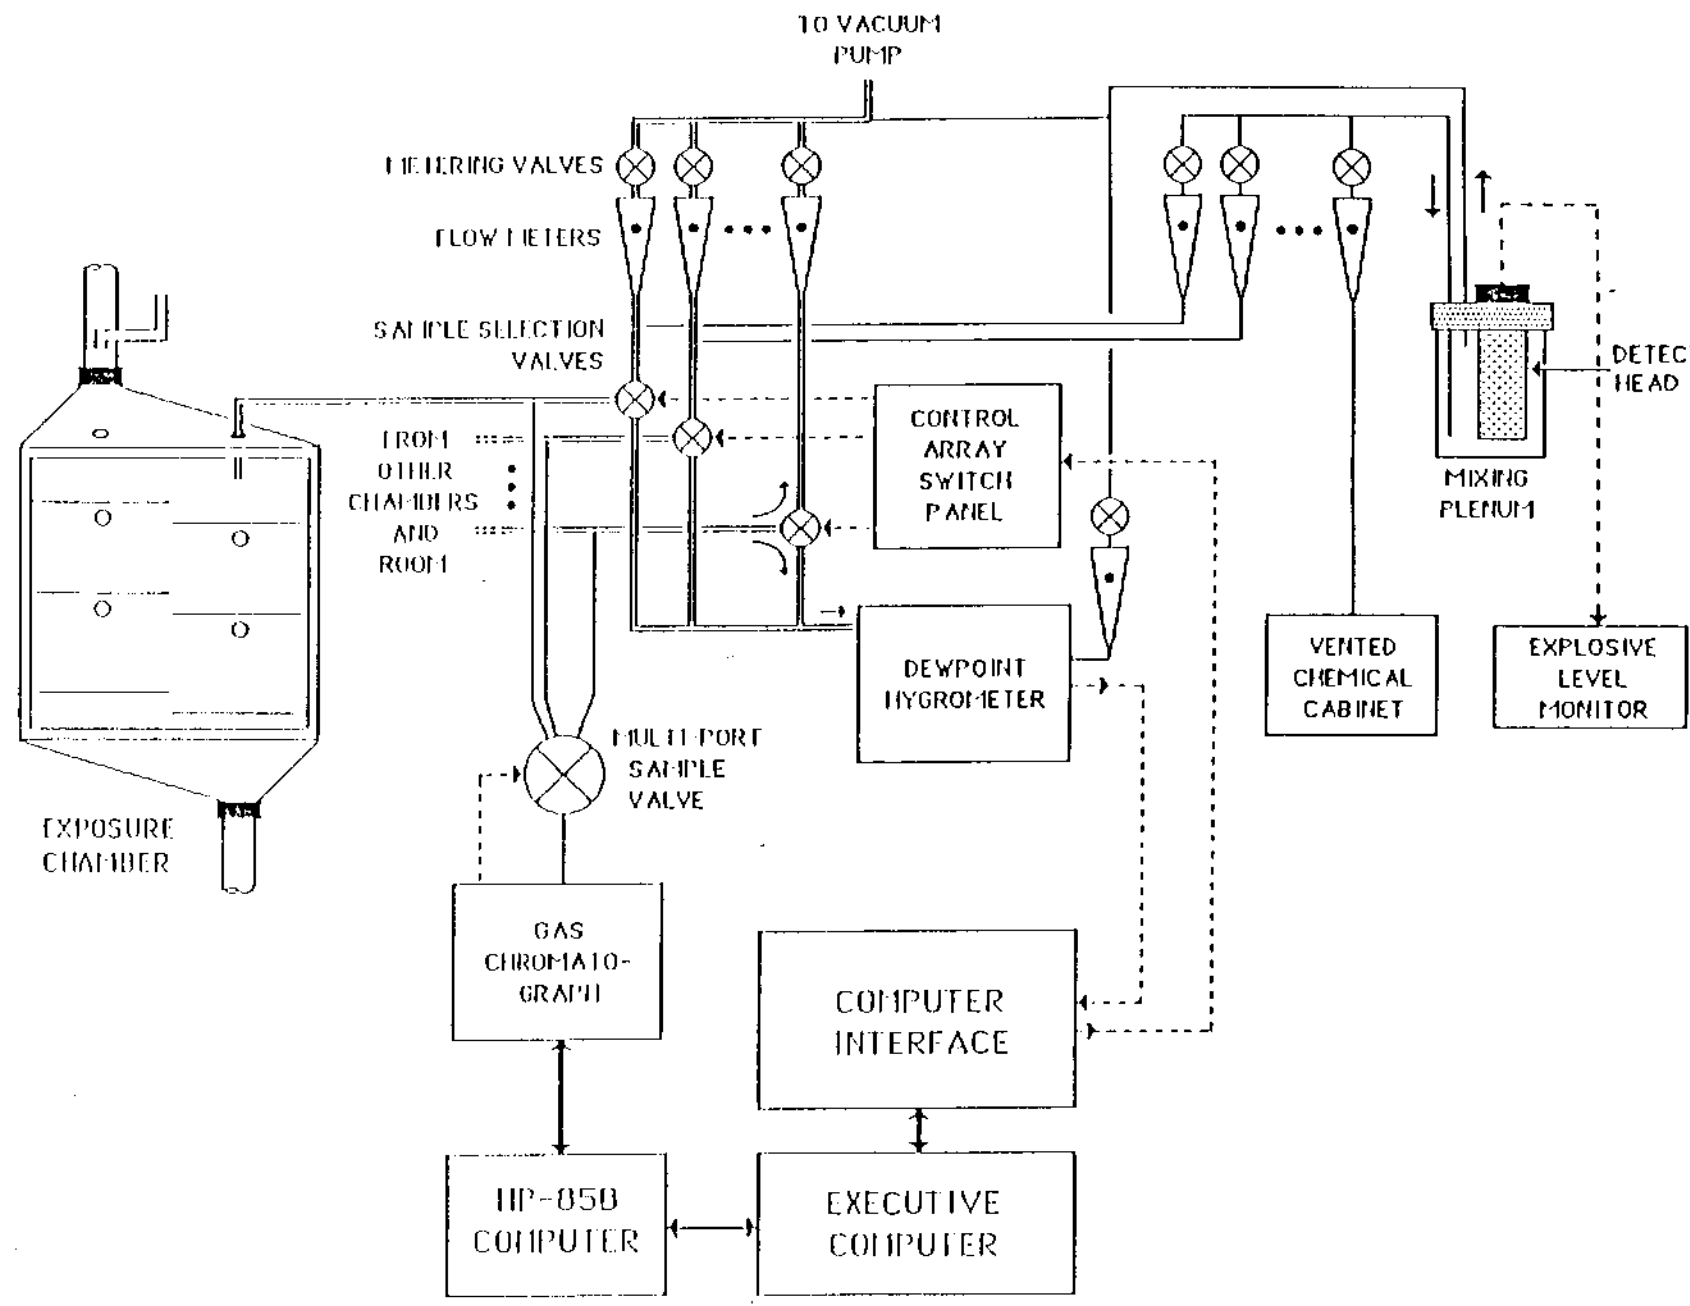 TO VACUUM
PUMP
METERING VALVES
FLOW METERS
SAMPLE SELECTION
VALVES
FROM
OTHER
CHAMBERS
AND
ROOM
CONTROL
ARRAY
SWITCH
PANEL
DETEC
HEAD
MIXING
PLENUM
DEWPOINT
HYGROMETER
VENTED
CHEMICAL
CABINET
EXPLOSIVE
LEVEL
MONITOR
MULTI-PORT
SAMPLE
VALVE
EXPOSURE
CHAMBER
GAS
CHROMATO-
GRAPH
COMPUTER
INTERFACE
HP-85B
COMPUTER
EXECUTIVE
COMPUTER